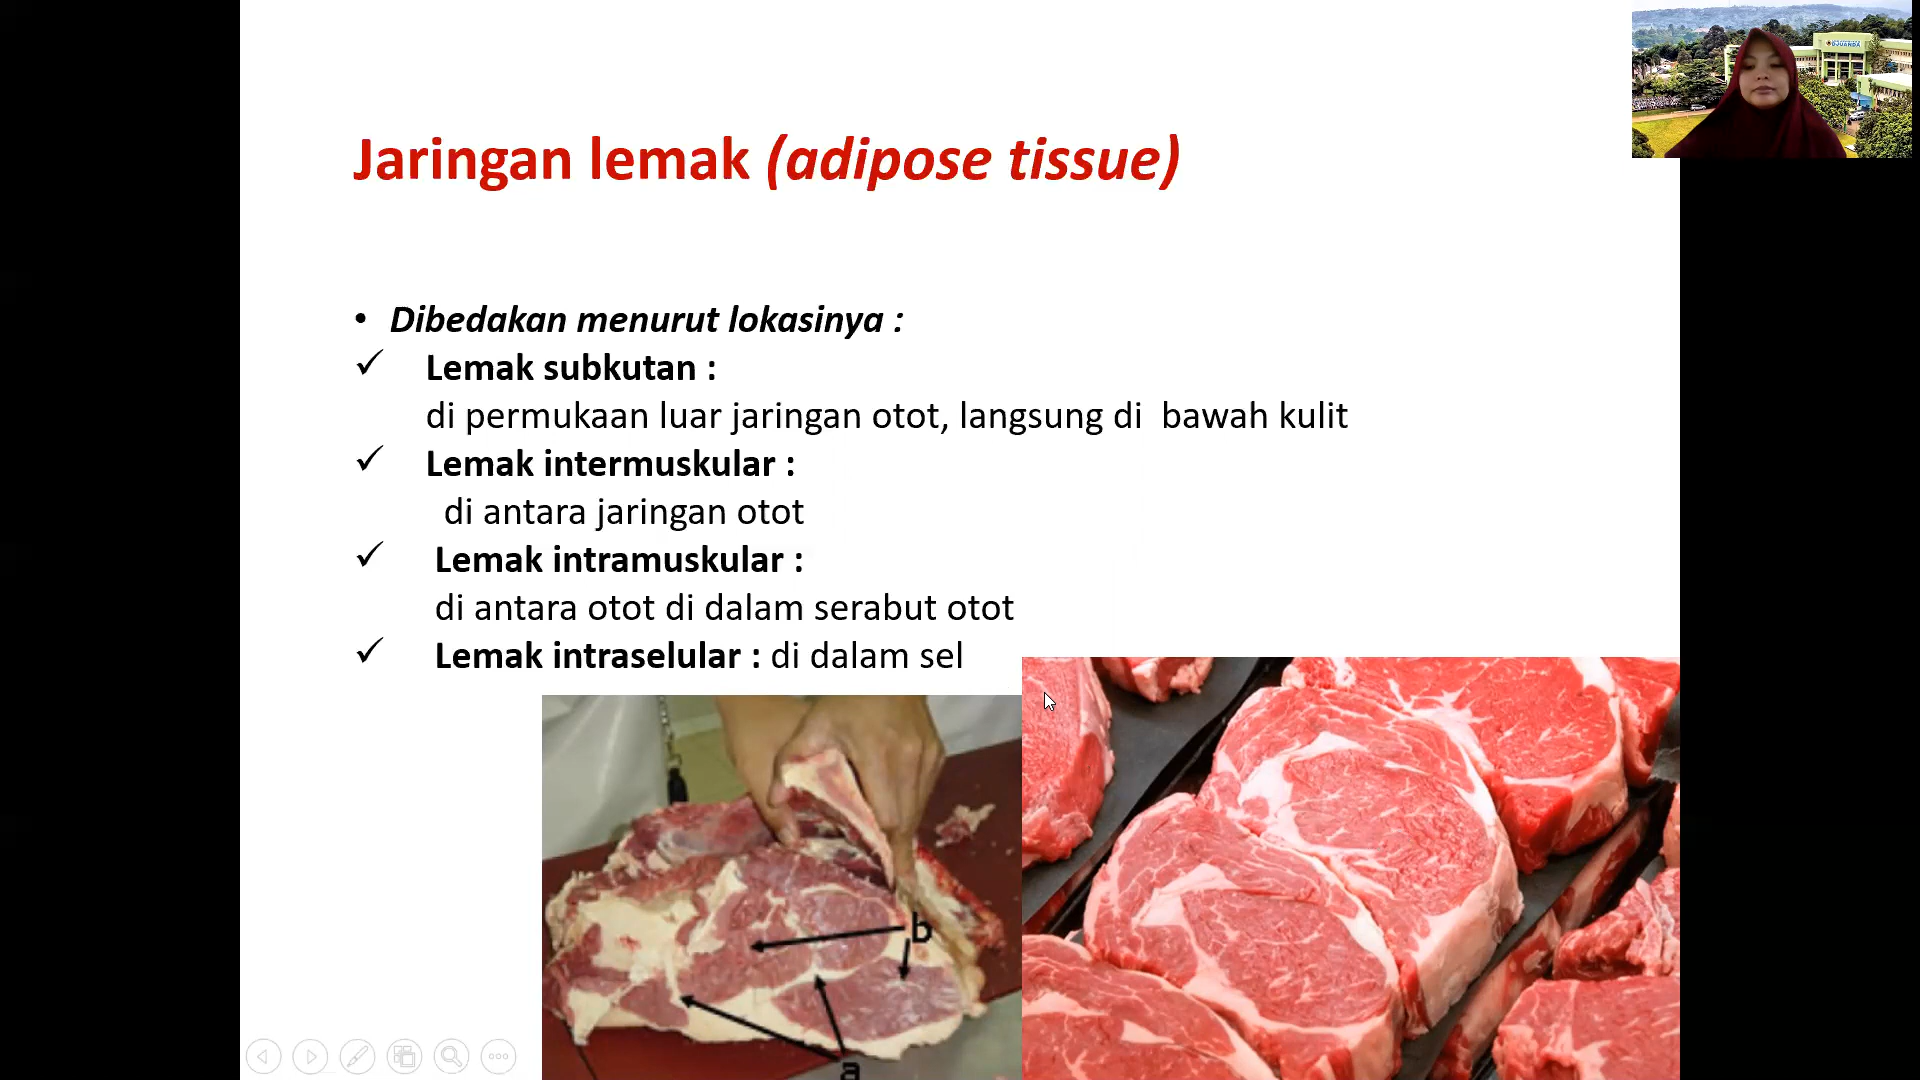 Jaringan lemak (adipose tissue)
• Dibedakan menurut lokasinya :
✓ Lemak subkutan :
di permukaan luar jaringan otot, langsung di bawah kulit
✓ Lemak intermuskular :
di antara jaringan otot
✓ Lemak intramuskular :
di antara otot di dalam serabut otot
✓ Lemak intraselular : di dalam sel
b
a
DJUANDA